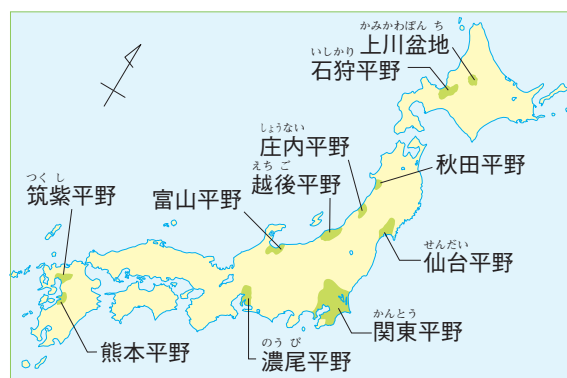 かみかわぼんち
上川盆地
いしかり
石狩平野
しょうない
庄内平野
えちご
越後平野
秋田平野
つくし
筑紫平野
富山平野
せんだい
仙台平野
かんとう
関東平野
のうび
濃尾平野
熊本平野